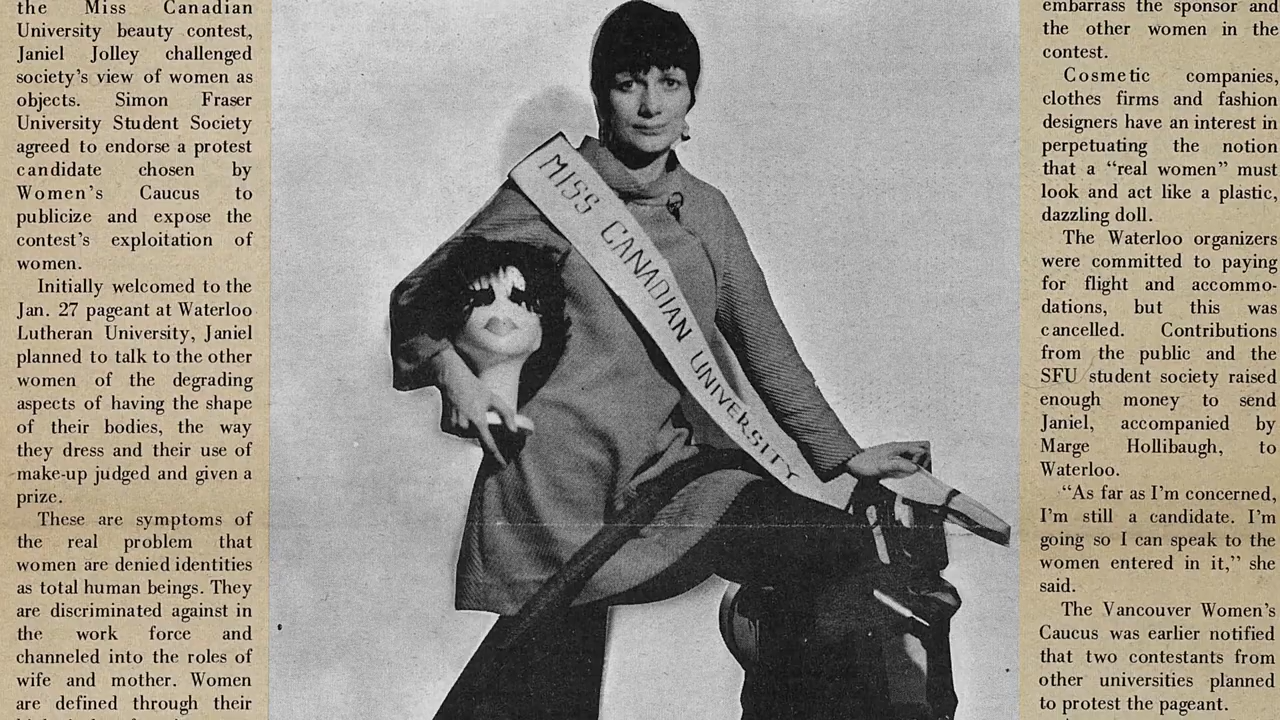 the Miss Canadian
University beauty contest,
Janiel Jolley challenged
society's view of women as
objects. Simon Fraser
University Student Society
agreed to endorse a protest
candidate chosen by
Women's Caucus to
publicize and expose the
contest's exploitation of
women.
Initially welcomed to the
Jan. 27 pageant at Waterloo
Lutheran University, Janiel
planned to talk to the other
women of the degrading
aspects of having the shape
of their bodies, the way
they dress and their use of
make-up judged and given a
prize.
These are symptoms of
the real problem that
women are denied identities
as total human beings. They
are discriminated against in
the work force and
channeled into the roles of
wife and mother. Women
are defined through their
MISS CANADIAN UNIVERSITY
embarrass the sponsor and
the other women in the
contest.
Cosmetic companies,
clothes firms and fashion
designers have an interest in
perpetuating the notion
that a "real women" must
look and act like a plastic,
dazzling doll.
The Waterloo organizers
were committed to paying
for flight and accommo-
dations, but this was
cancelled. Contributions
from the public and the
SFU student society raised
enough money to send
Janiel, accompanied by
Marge Hollibaugh, to
Waterloo.
"As far as I'm concerned,
I'm still a candidate. I'm
going so I can speak to the
women entered in it," she
said.
The Vancouver Women's
Caucus was earlier notified
that two contestants from
other universities planned
to protest the pageant.